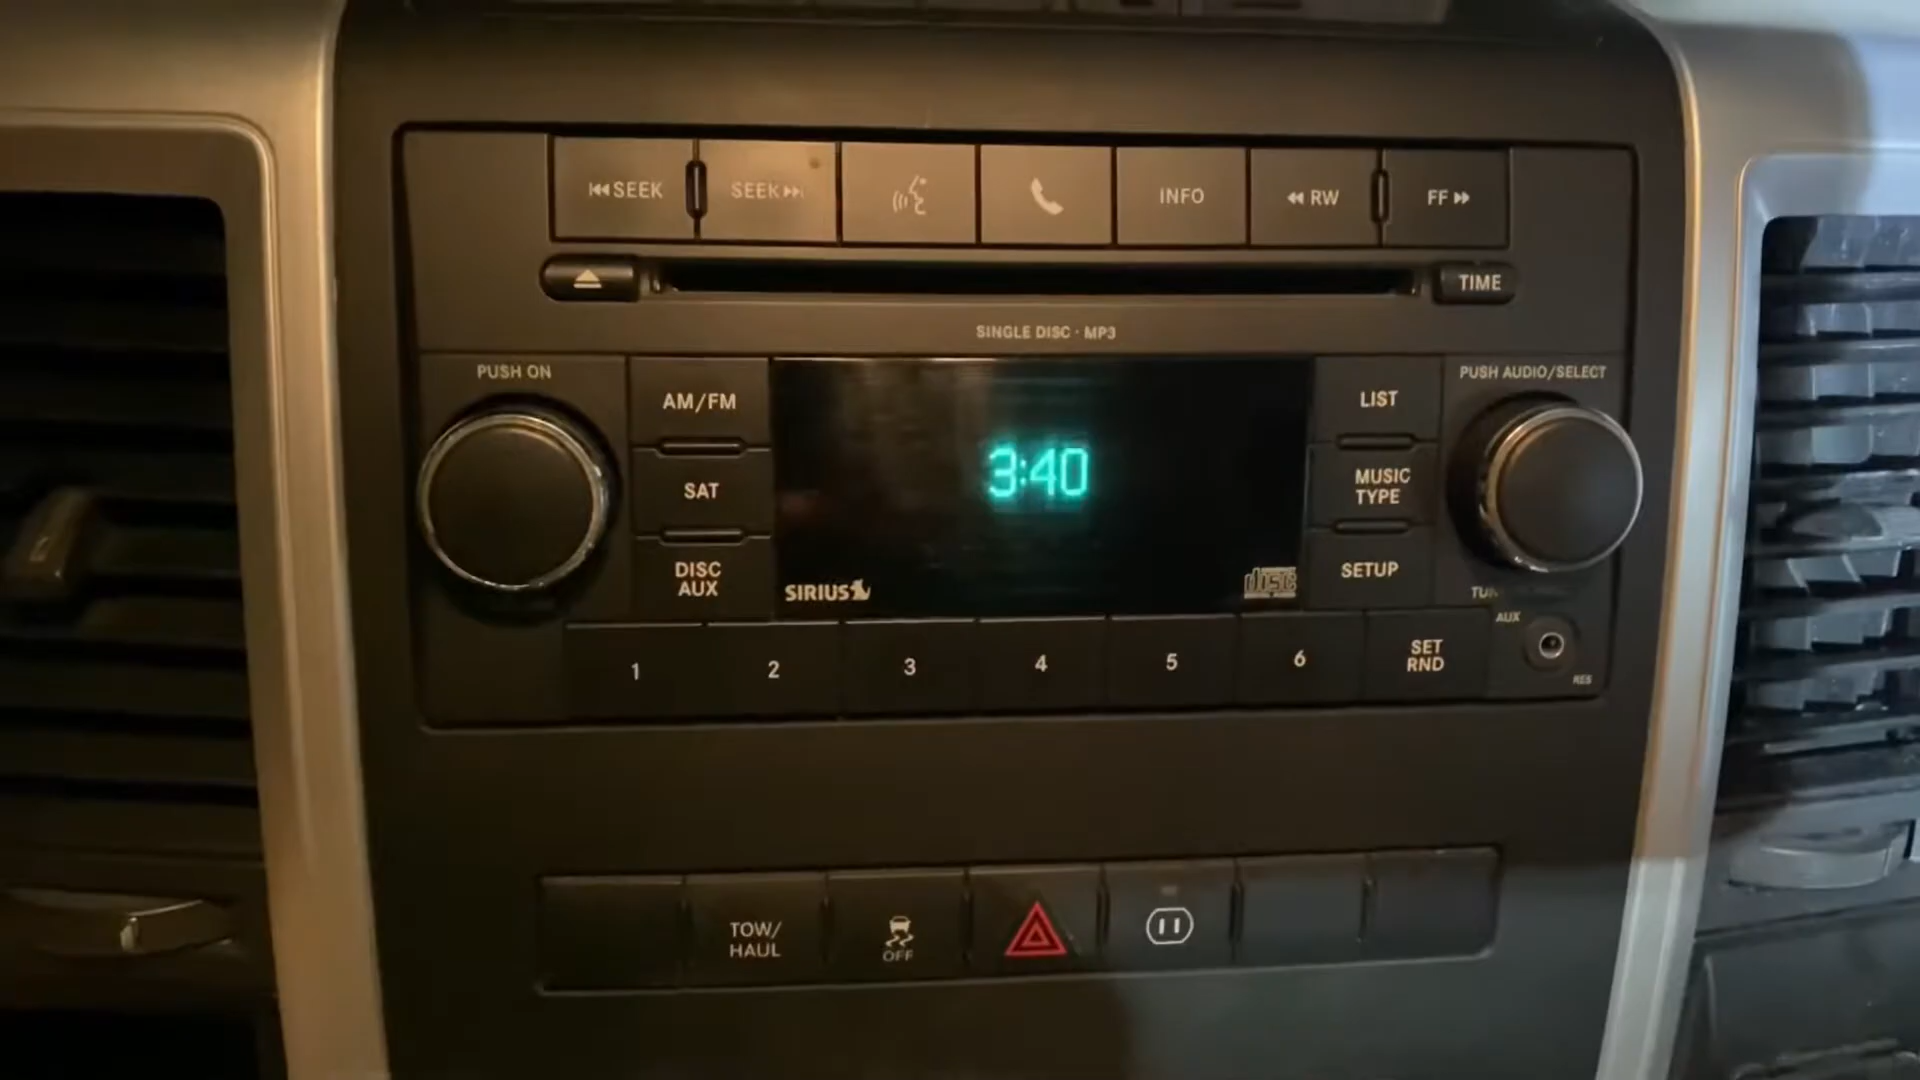 SEEK
SEEK
INFO
RW
FF
TIME
SINGLE DISC · MP3
PUSH ON
PUSH AUDIO/SELECT
AM/FM
LIST
3:40
SAT
MUSIC
TYPE
DISC
AUX
SIRIUS
disc
SETUP
AUX
1
2
3
4
5
6
SET
RND
RES
TOW/
HAUL
OFF